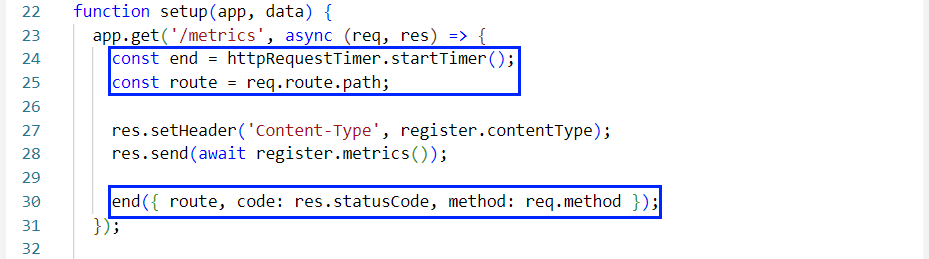 22 function setup(app, data) {
23 app.get('/metrics', async (req, res) => {
24 const end = httpRequestTimer.startTimer();
25 const route = req.route.path;
26
27 res.setHeader('Content-Type', register.contentType);
28 res.send(await register.metrics());
29
30 end({ route, code: res.statusCode, method: req.method });
31 });
32